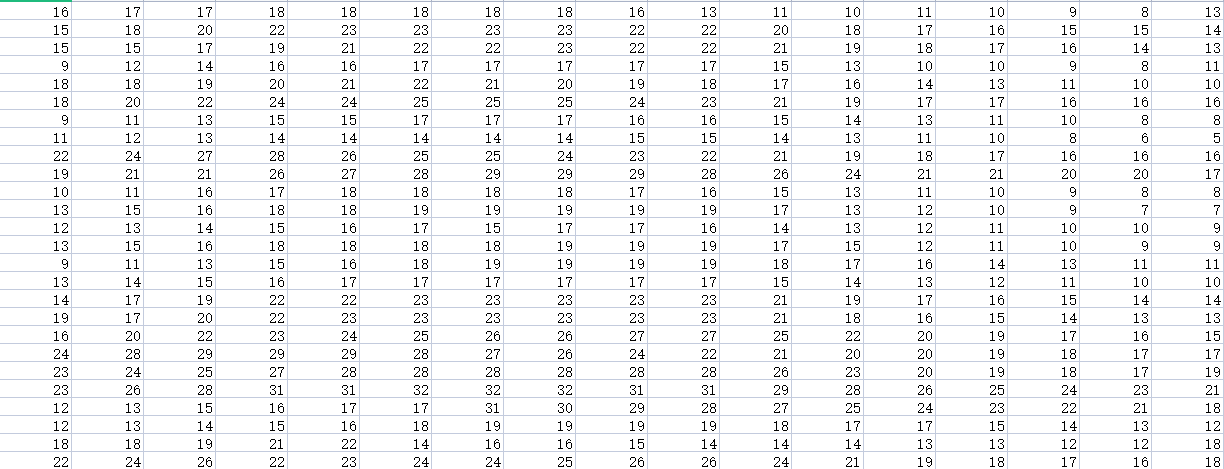 16 17 17 18 18 18 18 18 16 13 11 10 11 10 9 8 13
15 18 20 22 23 23 23 23 22 22 20 18 17 16 15 15 14
15 15 17 19 21 22 22 23 22 22 21 19 18 17 16 14 13
9 12 14 16 16 17 17 17 17 17 15 13 10 10 9 8 11
18 18 19 20 21 22 21 20 19 18 17 16 14 13 11 10 10
18 20 22 24 24 25 25 25 24 23 21 19 17 17 16 16 16
9 11 13 15 15 17 17 17 16 16 15 14 13 11 10 8 8
11 12 13 14 14 14 14 14 15 15 14 13 11 10 8 6 5
22 24 27 28 26 25 25 24 23 22 21 19 18 17 16 16 16
19 21 21 26 27 28 29 29 29 28 26 24 21 21 20 20 17
10 11 16 17 18 18 18 18 17 16 15 13 11 10 9 8 8
13 15 16 18 18 19 19 19 19 19 17 13 12 10 9 7 7
12 13 14 15 16 17 15 17 17 16 14 13 12 11 10 10 9
13 15 16 18 18 18 18 19 19 19 17 15 12 11 10 9 9
9 11 13 15 16 18 19 19 19 19 18 17 16 14 13 11 11
13 14 15 16 17 17 17 17 17 17 15 14 13 12 11 10 10
14 17 19 22 22 23 23 23 23 23 21 19 17 16 15 14 14
19 17 20 22 23 23 23 23 23 23 21 18 16 15 14 13 13
16 20 22 23 24 25 26 26 27 27 25 22 20 19 17 16 15
24 28 29 29 29 28 27 26 24 22 21 20 20 19 18 17 17
23 24 25 27 28 28 28 28 28 28 26 23 20 19 18 17 19
23 26 28 31 31 32 32 32 31 31 29 28 26 25 24 23 21
12 13 15 16 17 17 31 30 29 28 27 25 24 23 22 21 18
12 13 14 15 16 18 19 19 19 19 18 17 17 15 14 13 12
18 18 19 21 22 14 16 16 15 14 14 14 13 13 12 12 18
22 24 26 22 23 24 24 25 26 26 24 21 19 18 17 16 18